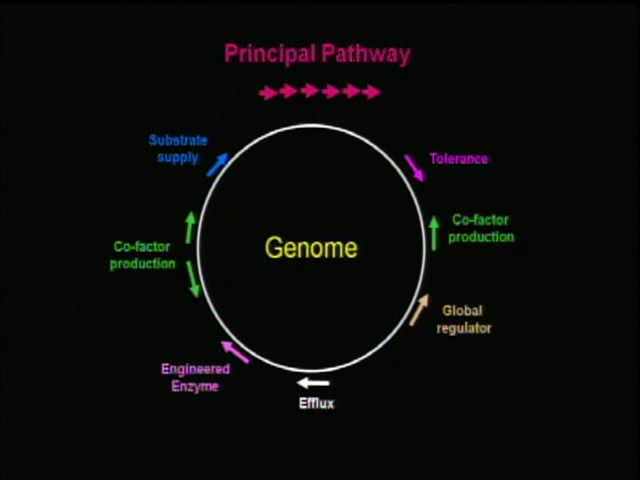 Principal Pathway
Substrate
supply
Tolerance
Co-factor
production
Genome
Co-factor
production
Global
regulator
Engineered
Enzyme
Efflux